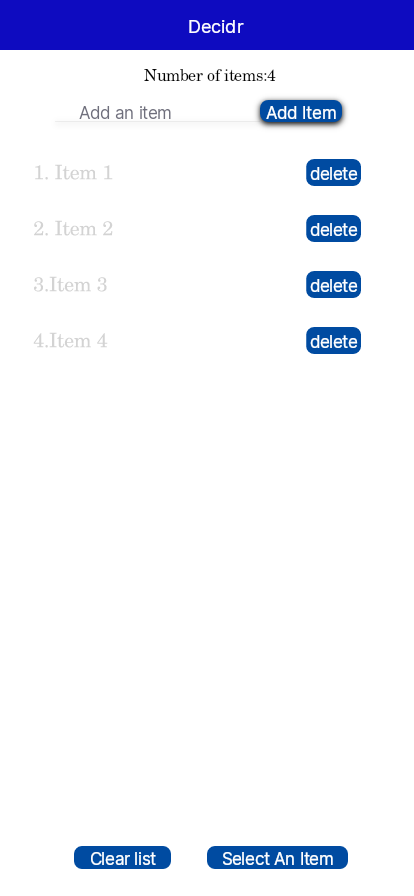 Decidr
Number of items:4
Add an item
Add Item
1. Item 1
delete
2. Item 2
delete
3.Item 3
delete
4.Item 4
delete
Clear list
Select An Item